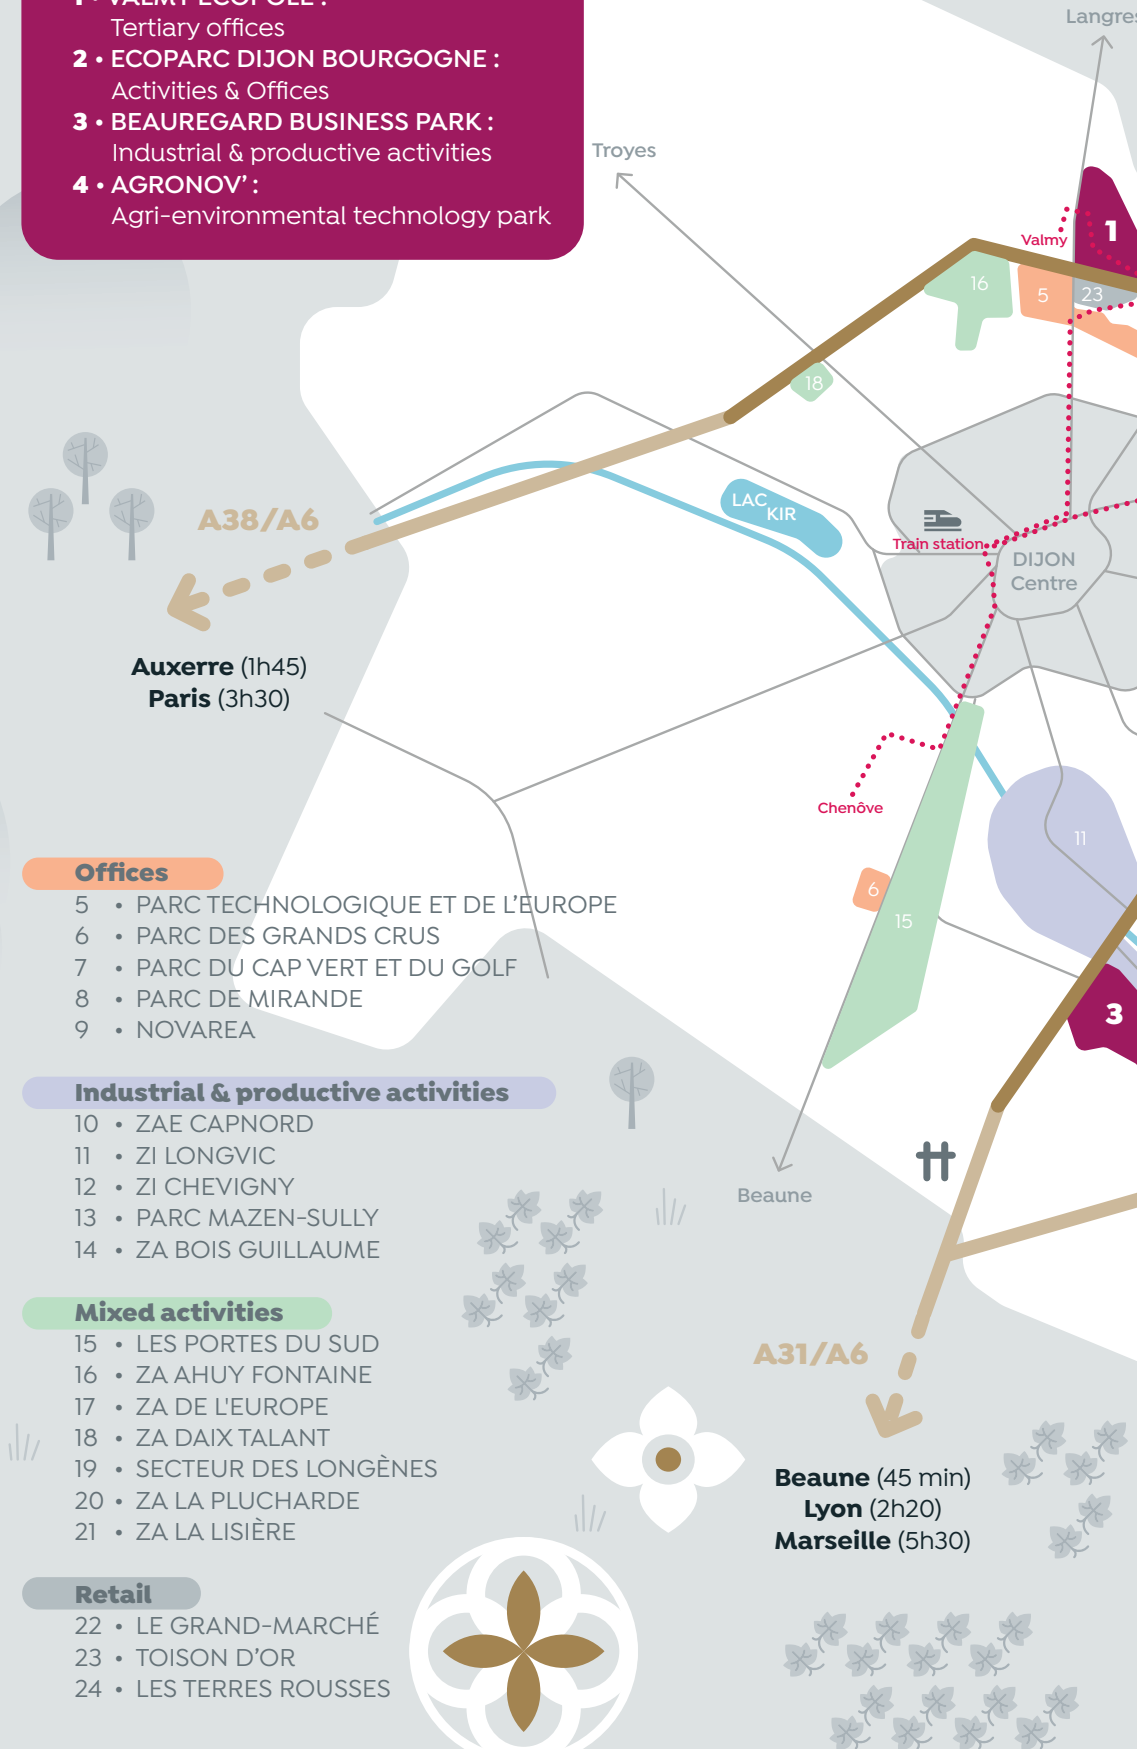 1 • VALMY ECOPOLE :
Tertiary offices
2 • ECOPARC DIJON BOURGOGNE :
Activities & Offices
3 • BEAUREGARD BUSINESS PARK :
Industrial & productive activities
4 • AGRONOV’ :
Agri-environmental technology park
Langres
Troyes
Valmy
1
16
5
23
18
A38/A6
LAC
KIR
Train station
DIJON
Centre
Auxerre (1h45)
Paris (3h30)
Chenôve
11
6
15
3
Offices
5 • PARC TECHNOLOGIQUE ET DE L’EUROPE
6 • PARC DES GRANDS CRUS
7 • PARC DU CAP VERT ET DU GOLF
8 • PARC DE MIRANDE
9 • NOVAREA
Industrial & productive activities
10 • ZAE CAPNORD
11 • ZI LONGVIC
12 • ZI CHEVIGNY
13 • PARC MAZEN-SULLY
14 • ZA BOIS GUILLAUME
Beaune
Mixed activities
15 • LES PORTES DU SUD
16 • ZA AHUY FONTAINE
17 • ZA DE L'EUROPE
18 • ZA DAIX TALANT
19 • SECTEUR DES LONGÈNES
20 • ZA LA PLUCHARDE
21 • ZA LA LISIÈRE
A31/A6
Beaune (45 min)
Lyon (2h20)
Marseille (5h30)
Retail
22 • LE GRAND-MARCHÉ
23 • TOISON D’OR
24 • LES TERRES ROUSSES